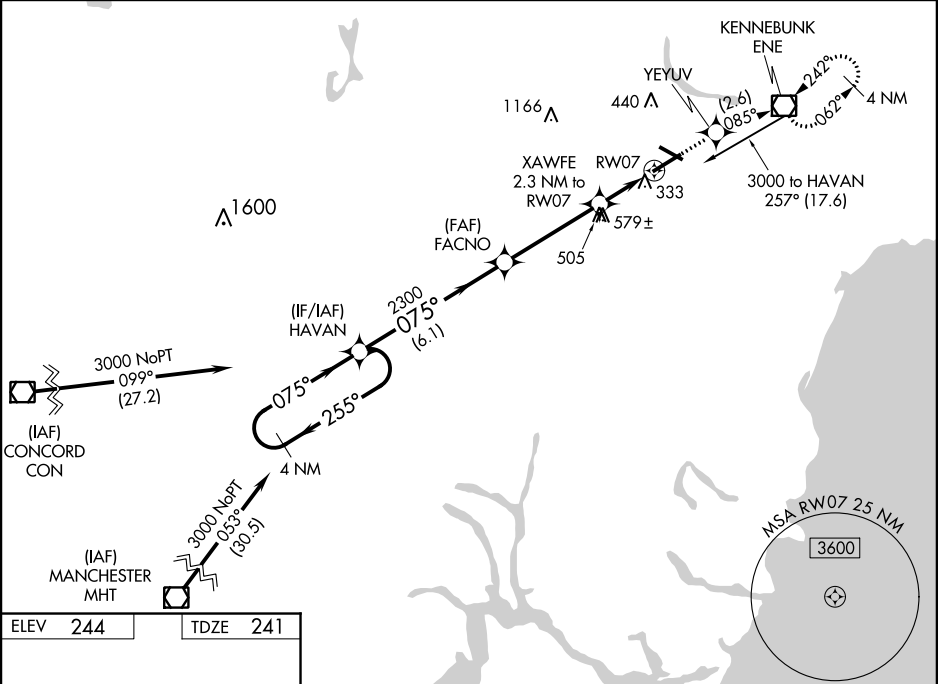 KENNEBUNK
ENE
YEYUV
242°
062°
4 NM
1166
440
(2.6)
085°
XAWFE
2.3 NM to
RW07
RW07
333
3000 to HAVAN
257° (17.6)
1600
579±
505
(FAF)
FACNO
2300
075°
(6.1)
(IF/IAF)
HAVAN
3000 NoPT
099°
(27.2)
075°
255°
4 NM
(IAF)
CONCORD
CON
3000 NoPT
053°
(30.5)
(IAF)
MANCHESTER
MHT
MSA RW07 25 NM
3600
ELEV 244
TDZE 241